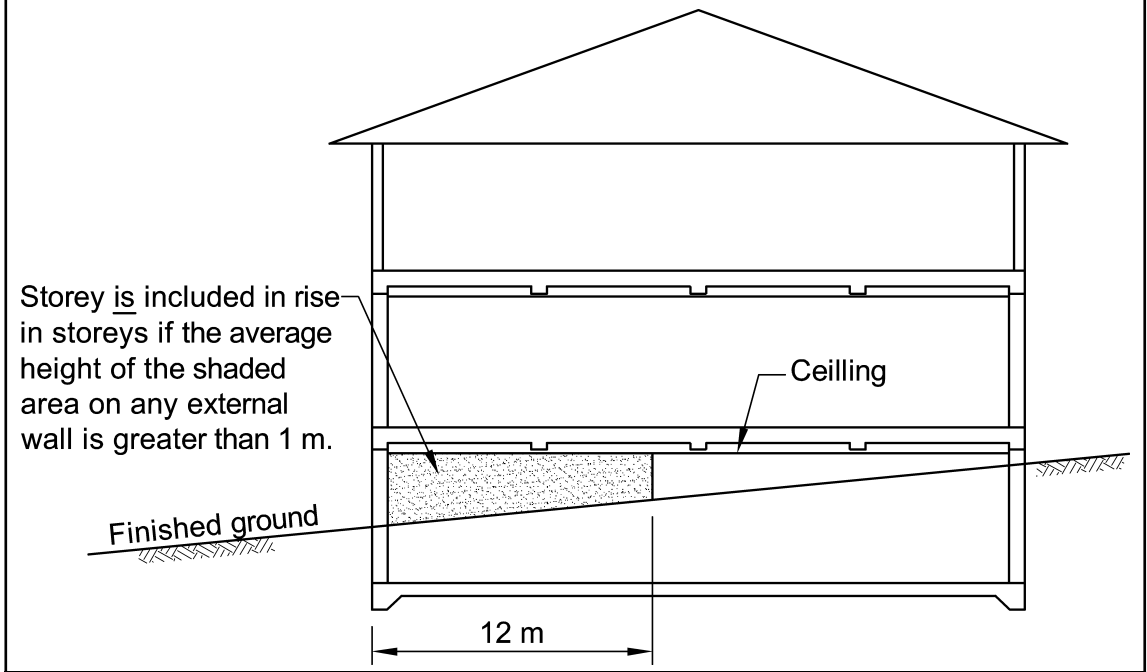 Storey is included in rise
in storeys if the average
height of the shaded
area on any external
wall is greater than 1 m.
Ceilling
Finished ground
12 m